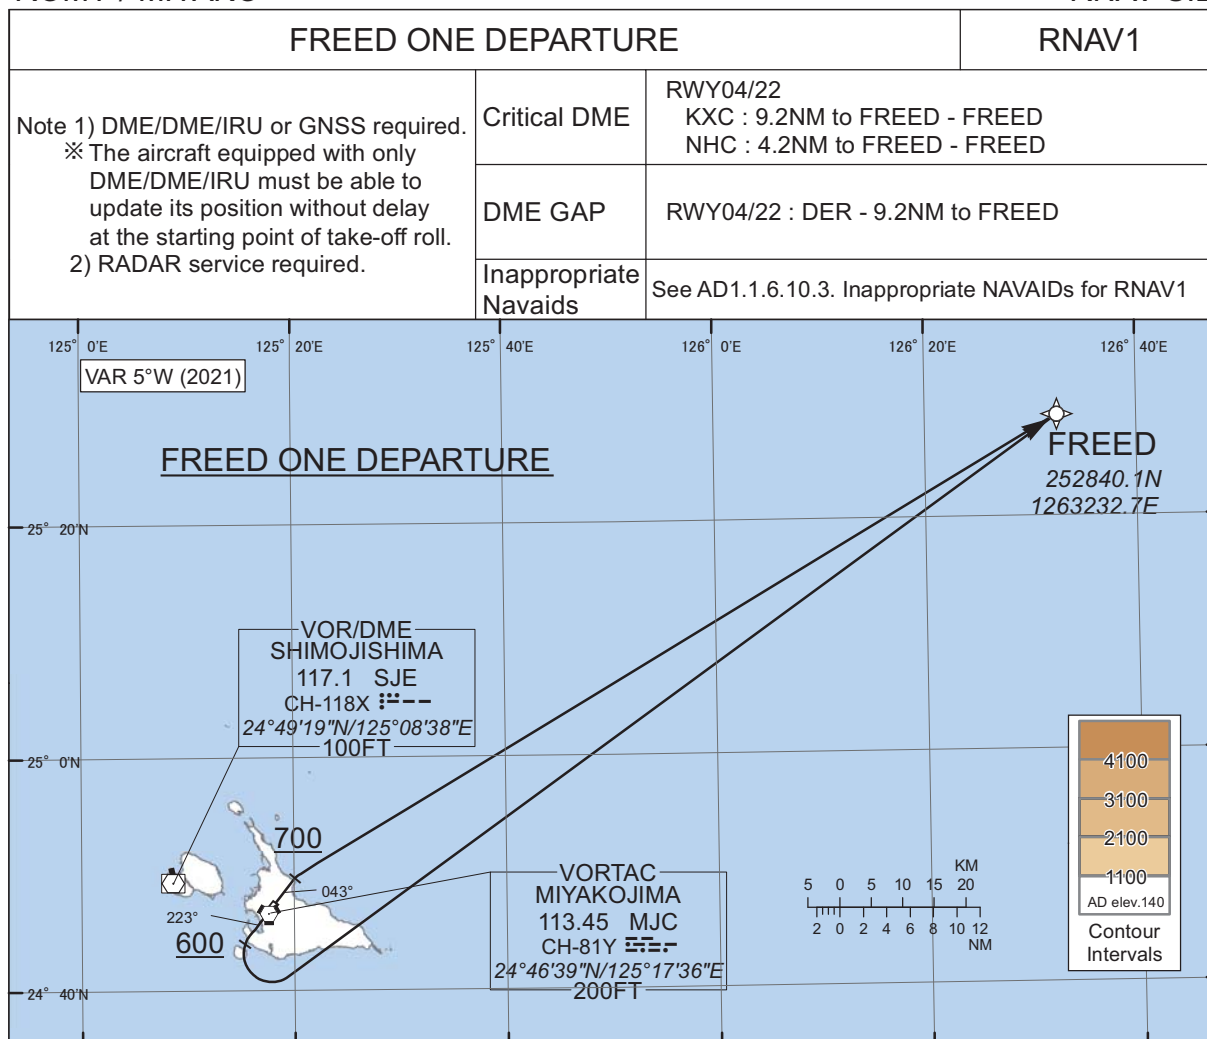 FREED ONE DEPARTURE
RNAV1
Note 1) DME/DME/IRU or GNSS required.
※ The aircraft equipped with only
DME/DME/IRU must be able to
update its position without delay
at the starting point of take-off roll.
2) RADAR service required.
Critical DME
RWY04/22
KXC : 9.2NM to FREED - FREED
NHC : 4.2NM to FREED - FREED
DME GAP
RWY04/22 : DER - 9.2NM to FREED
Inappropriate
Navaids
See AD1.1.6.10.3. Inappropriate NAVAIDs for RNAV1
125° 0'E
125° 20'E
125° 40'E
126° 0'E
126° 20'E
126° 40'E
VAR 5°W (2021)
FREED ONE DEPARTURE
FREED
252840.1N
1263232.7E
25° 20'N
VOR/DME
SHIMOJISHIMA
117.1 SJE
CH-118X
24°49'19"N/125°08'38"E
100FT
25° 0'N
700
043°
223°
600
VORTAC
MIYAKOJIMA
113.45 MJC
CH-81Y
24°46'39"N/125°17'36"E
200FT
24° 40'N
KM
5 0 5 10 15 20
2 0 2 4 6 8 10 12
NM
4100
3100
2100
1100
AD elev.140
Contour
Intervals